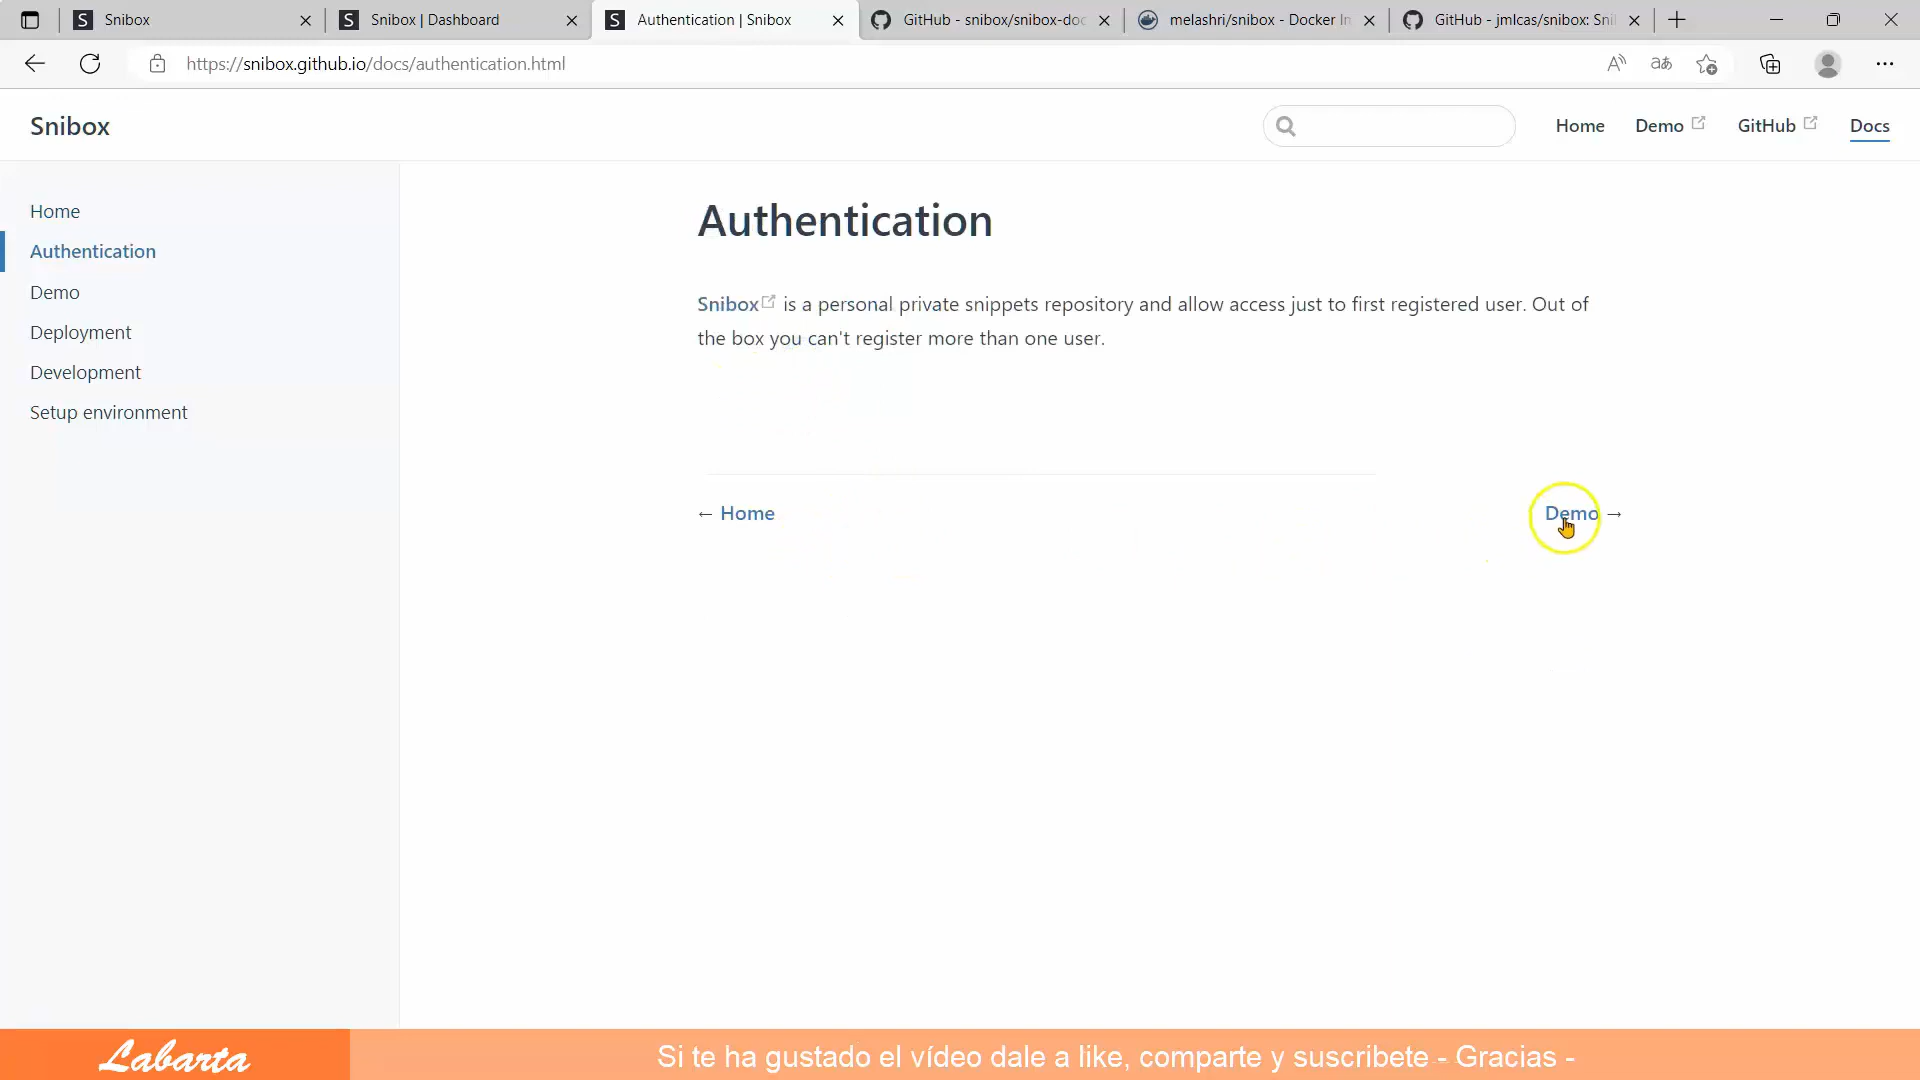 Snibox
Snibox | Dashboard
Authentication | Snibox
GitHub - snibox/snibox-doc
melashri/snibox - Docker In
GitHub - jmlcas/snibox: Sni
https://snibox.github.io/docs/authentication.html
Snibox
Home
Demo
GitHub
Docs
Home
Authentication
Demo
Deployment
Development
Setup environment
Authentication
Snibox is a personal private snippets repository and allow access just to first registered user. Out of
the box you can't register more than one user.
← Home
Demo →
Labarta
Si te ha gustado el vídeo dale a like, comparte y suscribete - Gracias -